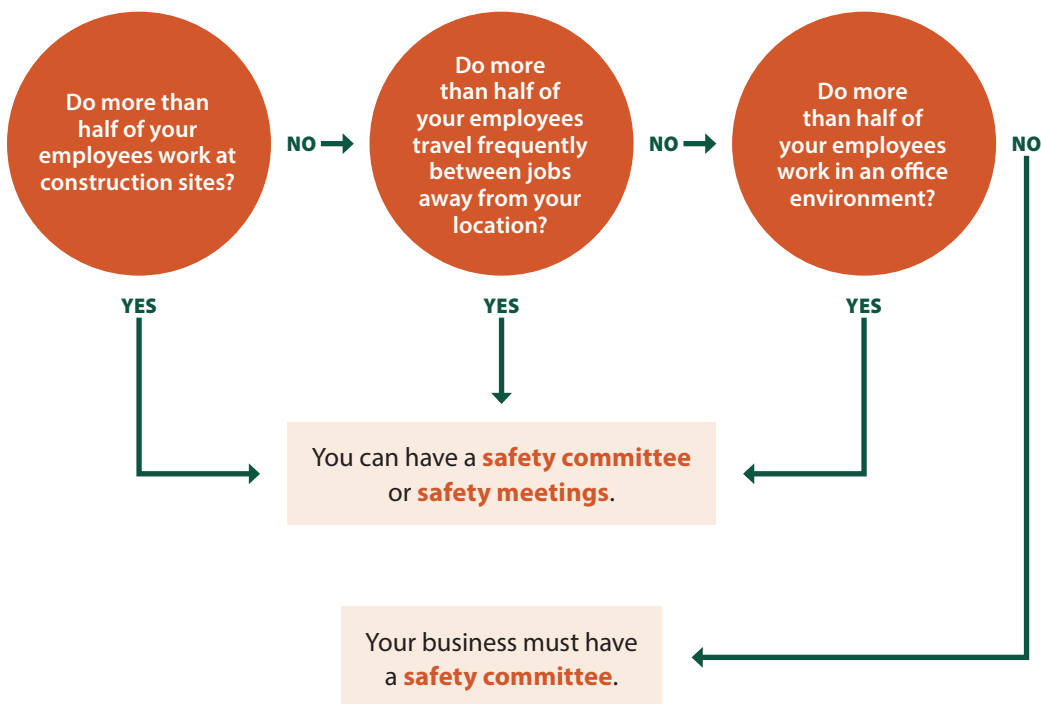 Do more than
half of your
employees work at
construction sites?
NO
Do more
than half of
your employees
travel frequently
between jobs
away from your
location?
NO
Do more
than half of
your employees
work in an office
environment?
NO
YES
YES
YES
You can have a safety committee
or safety meetings.
Your business must have
a safety committee.